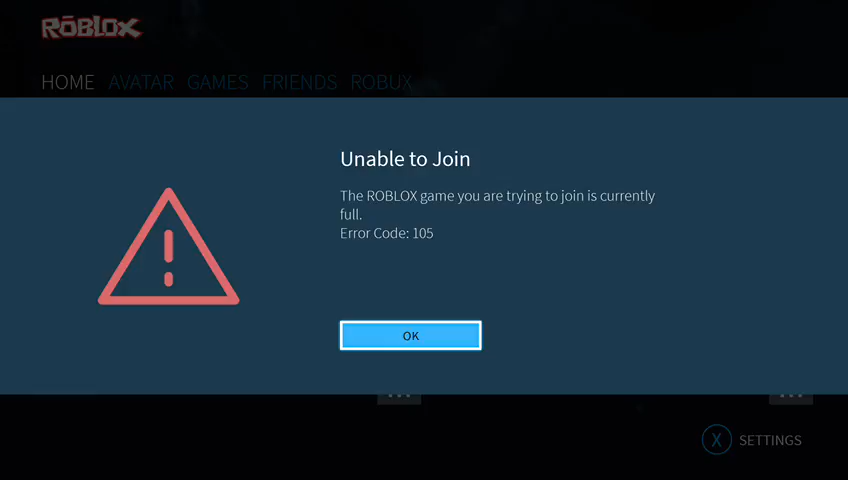 RŌBLOX
HOME AVATAR GAMES FRIENDS ROBUX
Unable to Join
The ROBLOX game you are trying to join is currently
full.
Error Code: 105
OK
X SETTINGS